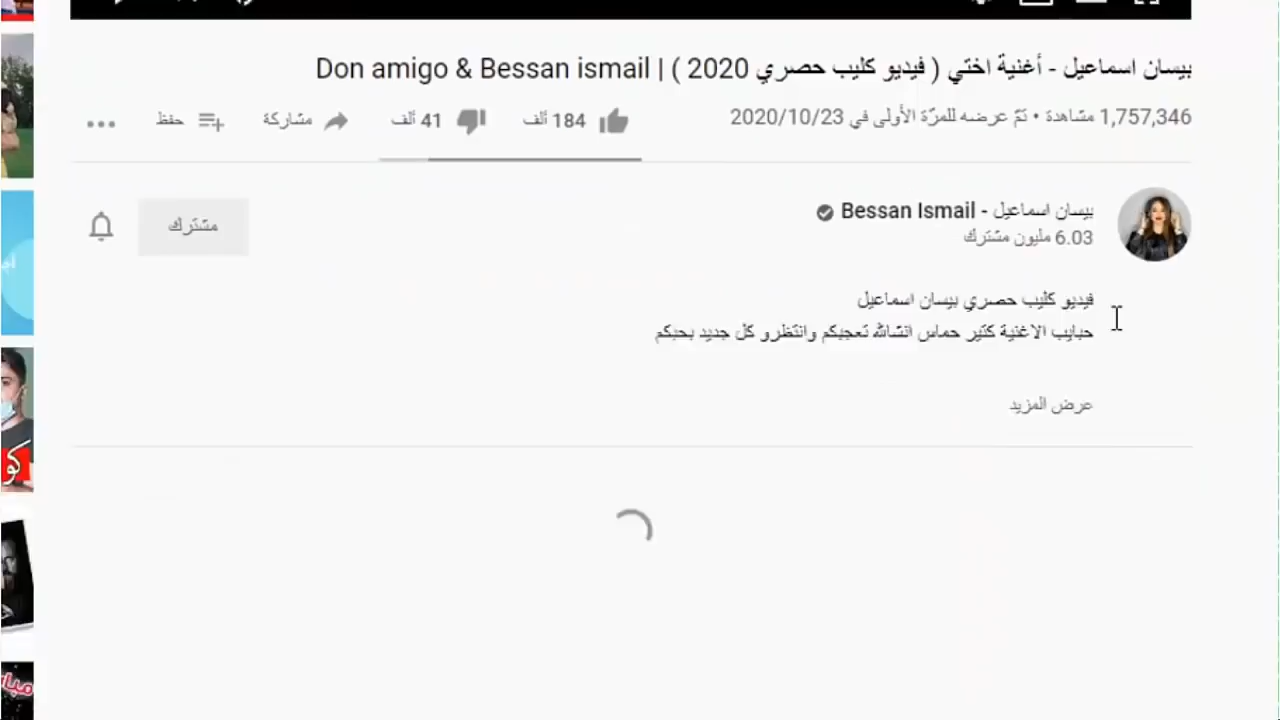 بيسان اسماعيل - أغنية اختي ( فيديو كليب حصري 2020 ) | Don amigo & Bessan ismail
1,757,346 مشاهدة • تمّ عرضه للمرّة الأولى في 2020/10/23
184 ألف
41 ألف
مشاركة
حفظ
بيسان اسماعيل - Bessan Ismail
6.03 مليون مشترك
مشترك
فيديو كليب حصري بيسان اسماعيل
حبايب الاغنية كتير حماس انشالله تعجبكم وانتظرو كل جديد بحبكم
عرض المزيد